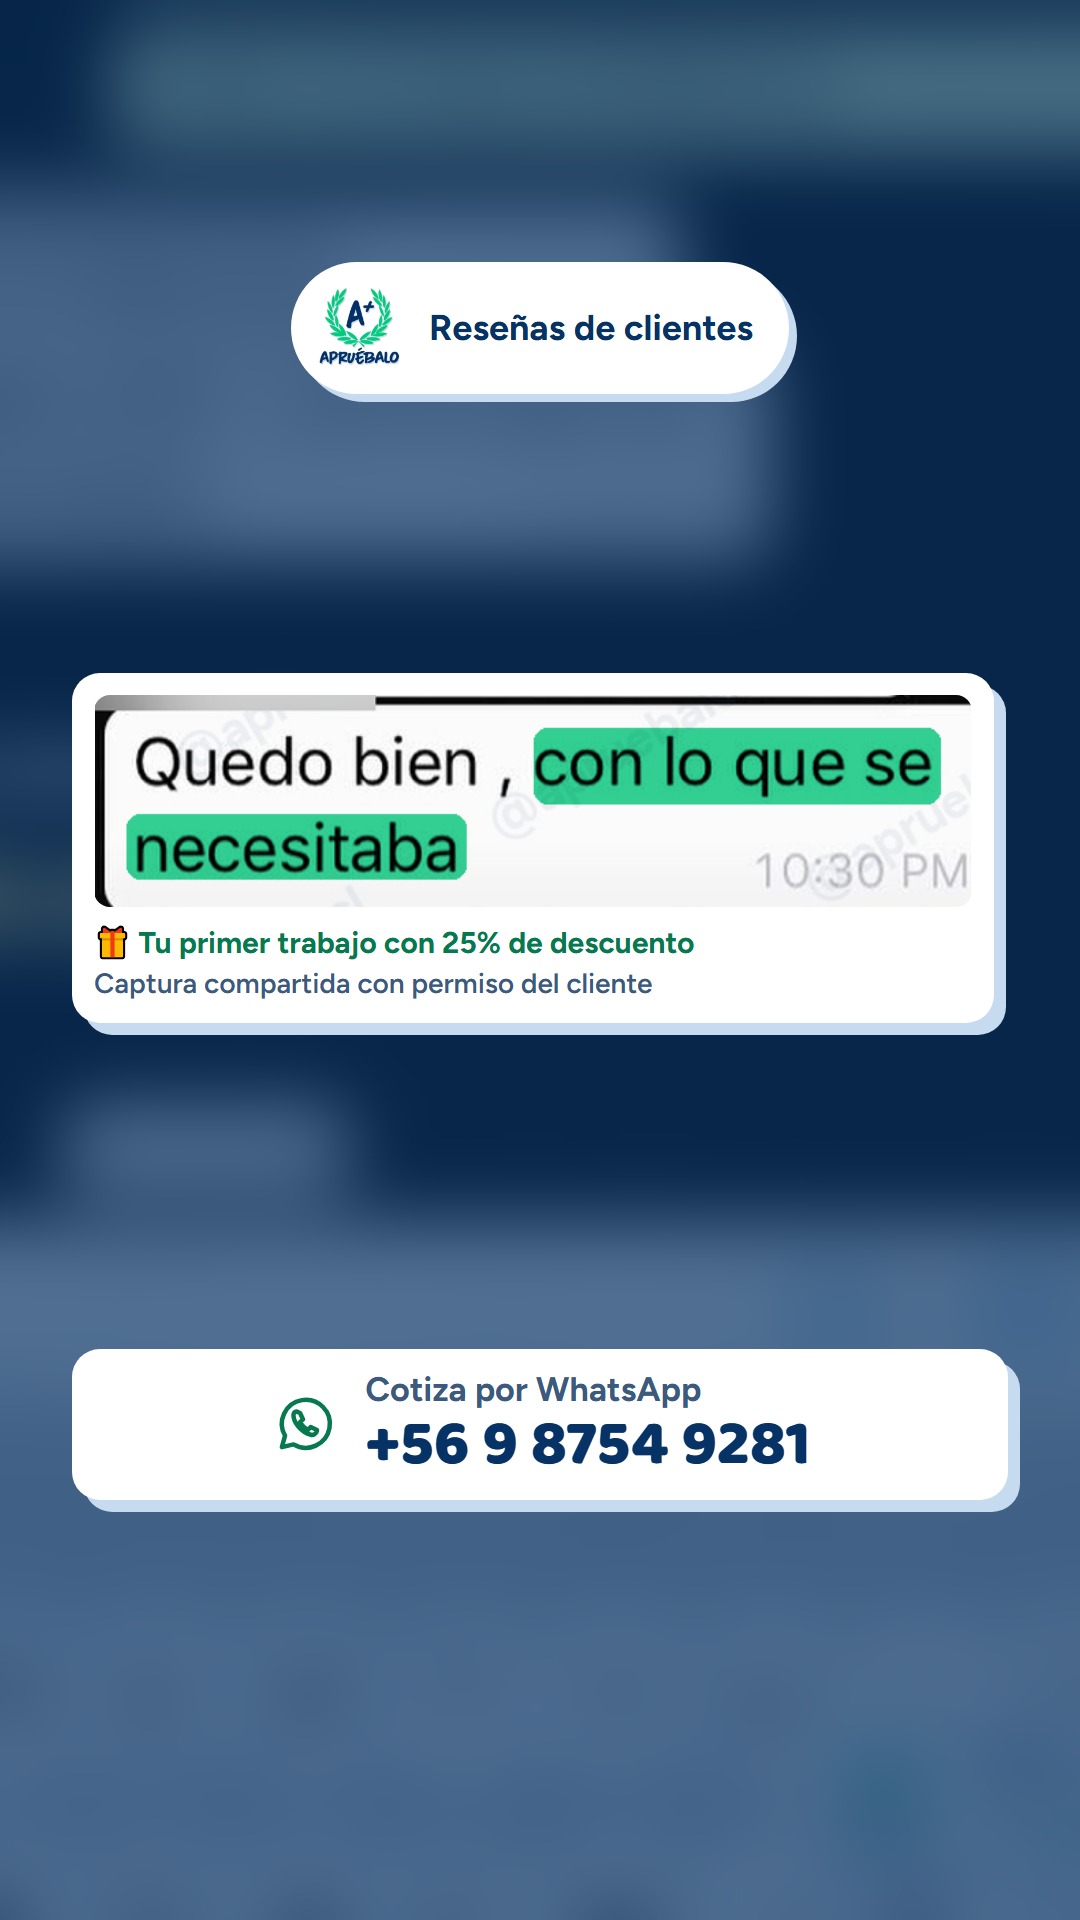 A+
APRUÉBALO
Reseñas de clientes
Quedo bien , con lo que se
necesitaba
10:30 PM
🎁 Tu primer trabajo con 25% de descuento
Captura compartida con permiso del cliente
Cotiza por WhatsApp
+56 9 8754 9281